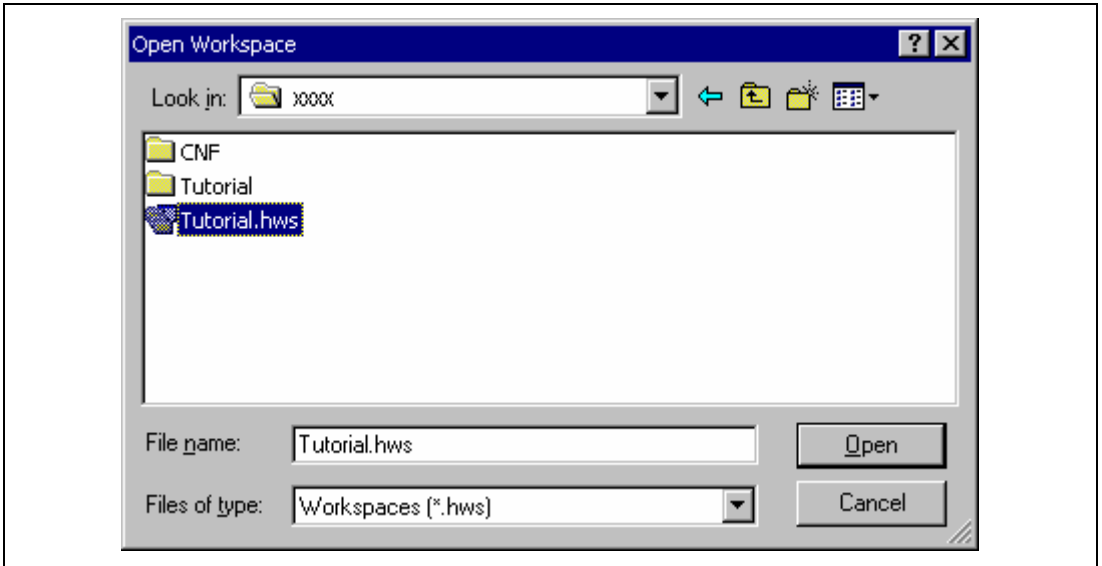 Open Workspace
Look in: xxxx
CNF
Tutorial
Tutorial.hws
File name: Tutorial.hws Open
Files of type: Workspaces (*.hws) Cancel